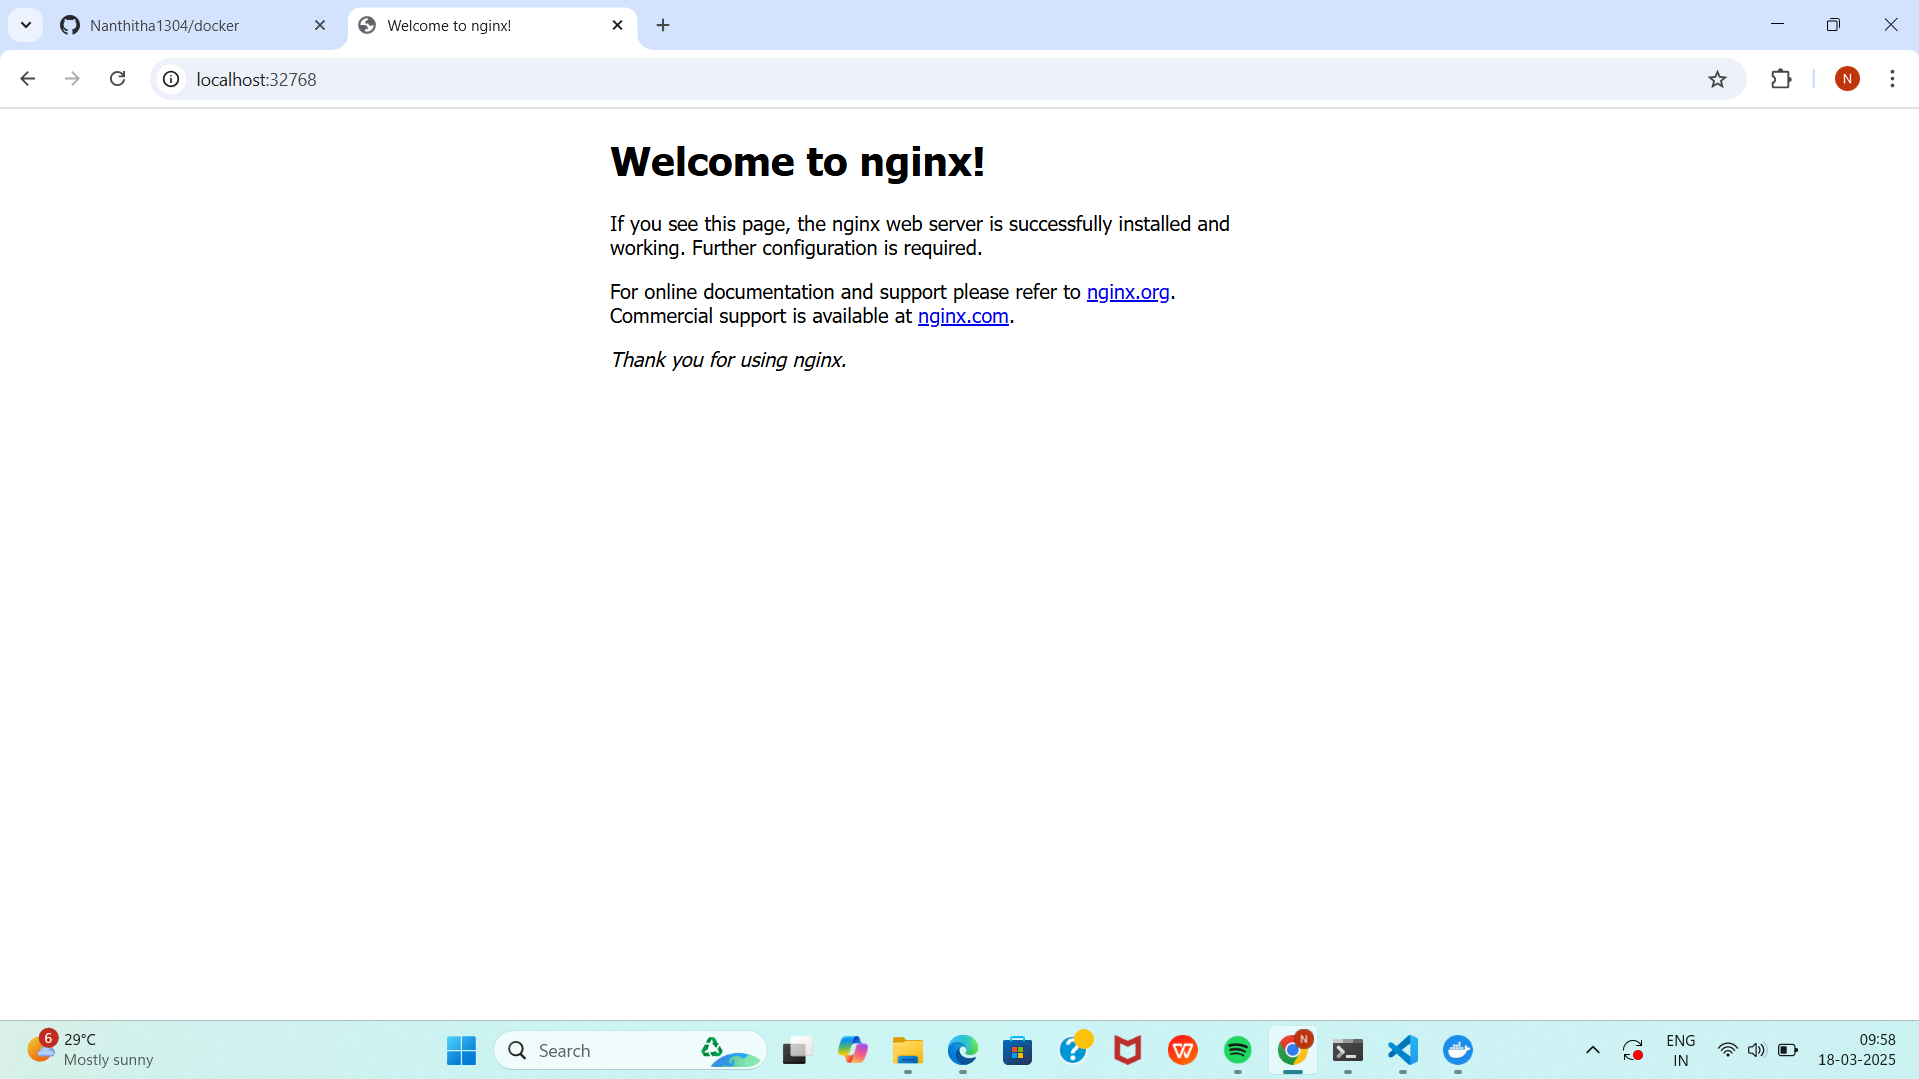 Nanthitha1304/docker
Welcome to nginx!
localhost:32768
N
Welcome to nginx!
If you see this page, the nginx web server is successfully installed and
working. Further configuration is required.
For online documentation and support please refer to nginx.org.
Commercial support is available at nginx.com.
Thank you for using nginx.
6
29°C
Mostly sunny
Search
W
N
ENG
IN
09:58
18-03-2025